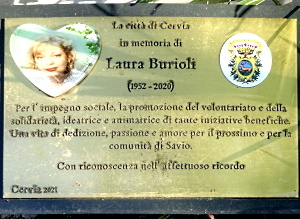 La città di Cervia
in memoria di
Laura Burioli
(1952 - 2020)
Per l' impegno sociale, la promozione del volontariato e della
solidarietà, ideatrice e animatrice di tante iniziative benefiche.
Una vita di dedizione, passione e amore per il prossimo e per la
comunità di Savio.
Con riconoscenza nell' affettuoso ricordo
Cervia 2021